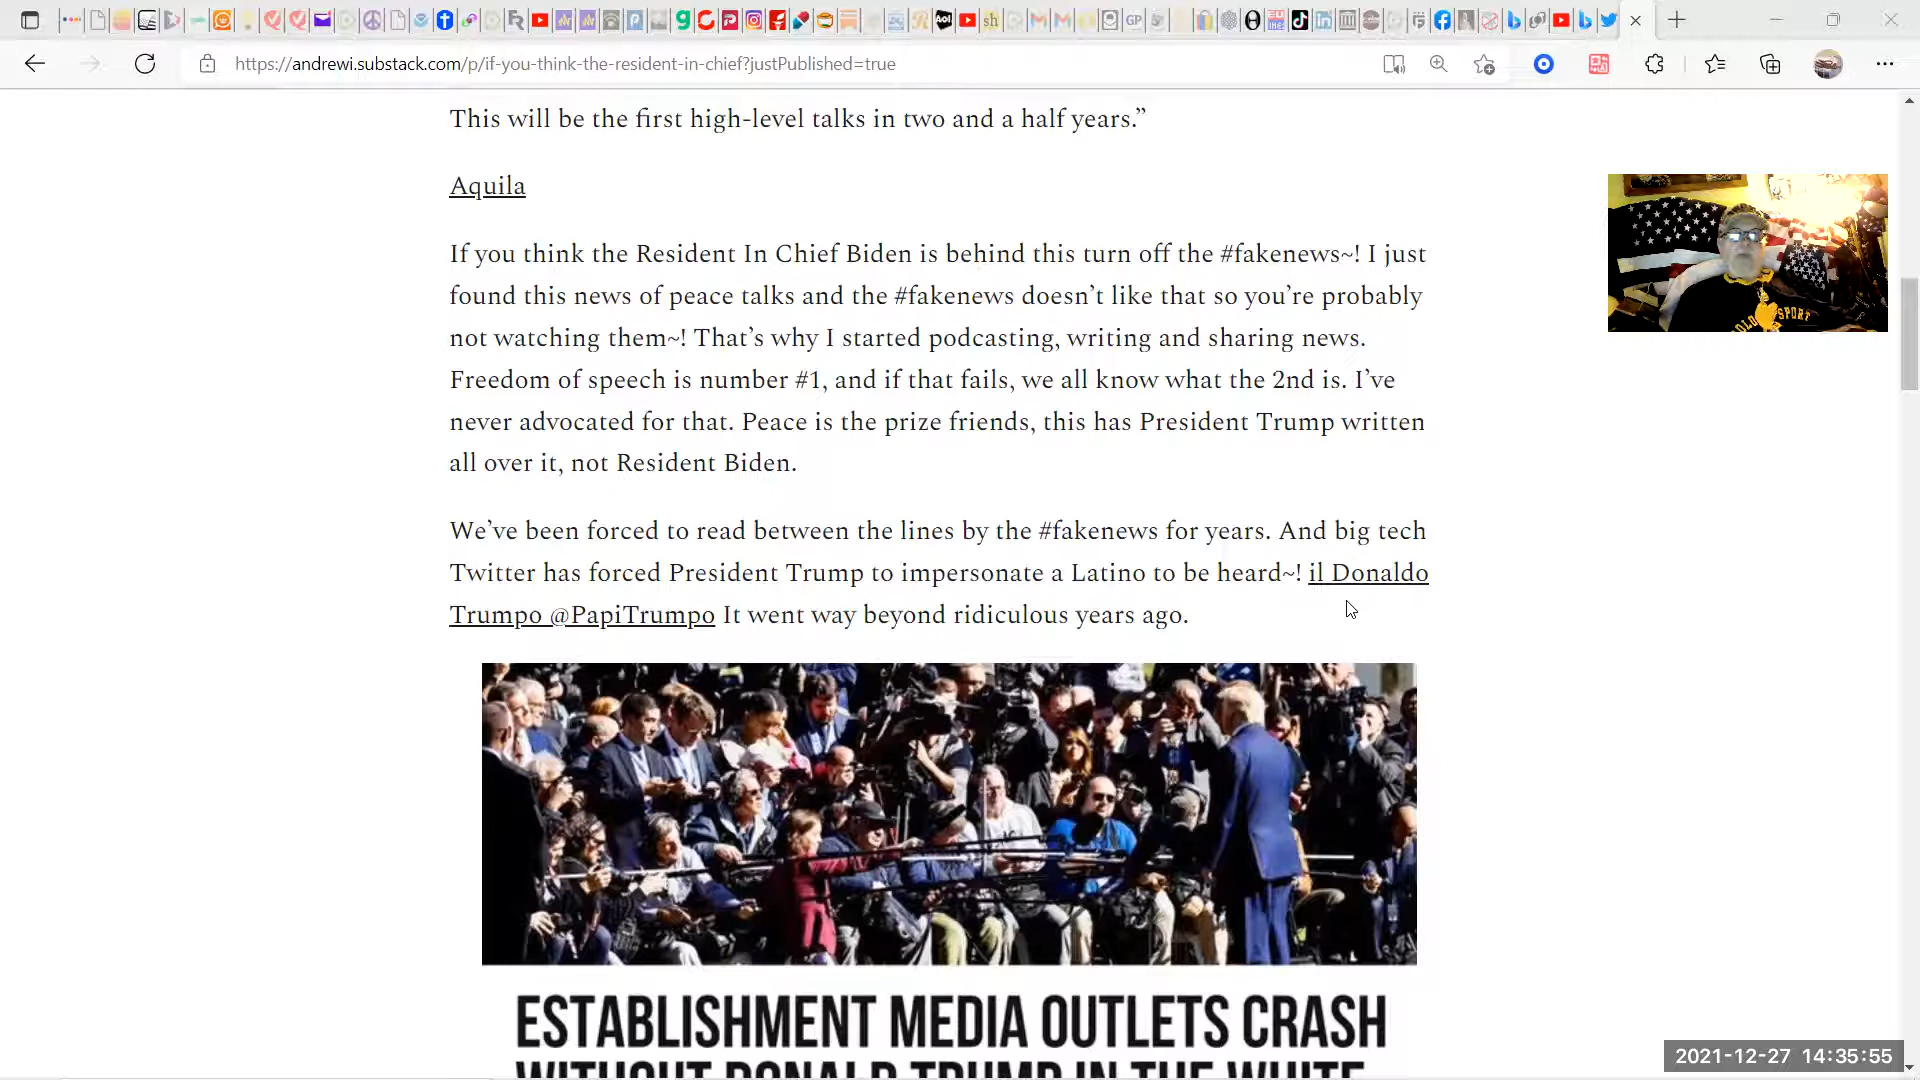 https://andrewi.substack.com/p/if-you-think-the-resident-in-chief?justPublished=true
This will be the first high-level talks in two and a half years.”
Aquila
If you think the Resident In Chief Biden is behind this turn off the #fakenews~! I just
found this news of peace talks and the #fakenews doesn’t like that so you’re probably
not watching them~! That’s why I started podcasting, writing and sharing news.
Freedom of speech is number #1, and if that fails, we all know what the 2nd is. I’ve
never advocated for that. Peace is the prize friends, this has President Trump written
all over it, not Resident Biden.
We’ve been forced to read between the lines by the #fakenews for years. And big tech
Twitter has forced President Trump to impersonate a Latino to be heard~! il Donaldo
Trumpo @PapiTrumpo It went way beyond ridiculous years ago.
ESTABLISHMENT MEDIA OUTLETS CRASH
WITHOUT DONALD TRUMP IN THE WHITE
2021-12-27 14:35:55